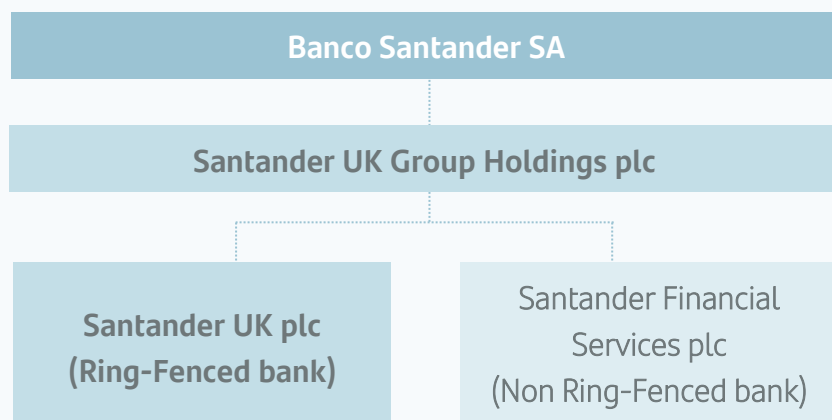 Banco Santander SA
Santander UK Group Holdings plc
Santander UK plc
(Ring-Fenced bank)
Santander Financial
Services plc
(Non Ring-Fenced bank)